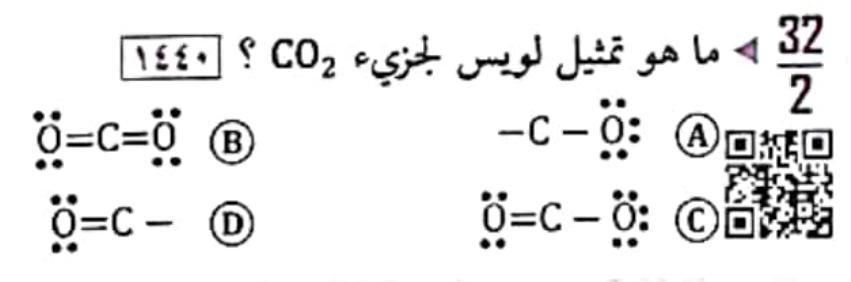 32/2 ◄ ما هو تمثيل لويس لجزيء CO₂ ؟ ١٤٤٠
Ⓐ −C − Ö:
Ⓑ Ö=C=Ö
Ⓒ Ö=C − Ö:
Ⓓ Ö=C −